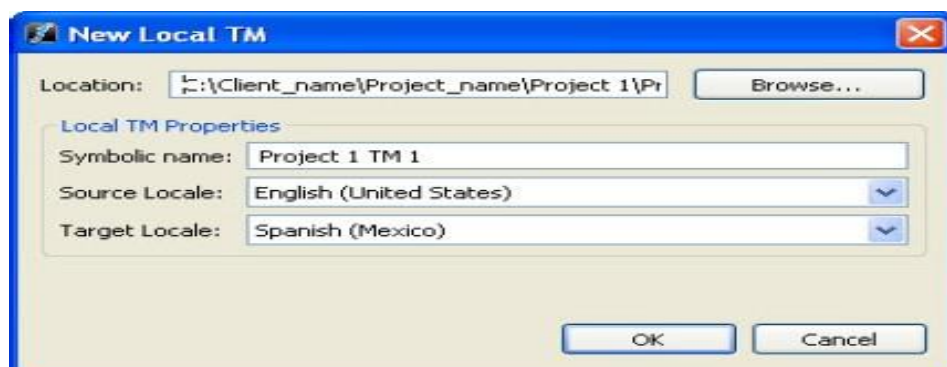 New Local TM
Location: C:\Client_name\Project_name\Project 1\Pr Browse...
Local TM Properties
Symbolic name: Project 1 TM 1
Source Locale: English (United States)
Target Locale: Spanish (Mexico)
OK Cancel